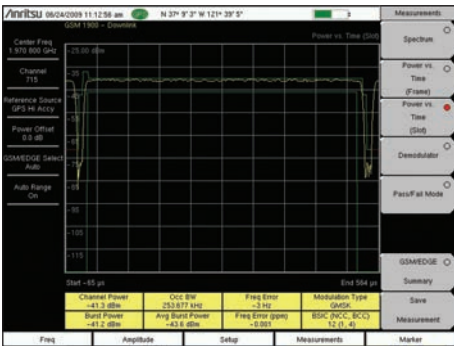 Anritsu 06/24/2009 11:12:56 am N 37° 9' 3" W 121° 39' 5"
Measurements
GSM 1900 - Downlink
Power vs. Time (Slot)
Center Freq
1.970 600 GHz
Channel
715
Reference Source
GPS Hi Accy
Power Offset
0.0 dB
GSM/EDGE Select
Auto
Auto Range
On
-25.00 dBm
-35
-45
-55
-65
-75
-85
-95
-105
-115
Start -65 µs
End 564 µs
Spectrum
Power vs.
Time
(Frame)
Power vs.
Time
(Slot)
Demodulator
Pass/Fail Mode
GSM/EDGE
Summary
Save
Measurement
Channel Power
-41.3 dBm
Occ BW
253.677 kHz
Freq Error
-3 Hz
Modulation Type
GMSK
Burst Power
-41.2 dBm
Avg Burst Power
-43.6 dBm
Freq Error (ppm)
-0.001
BSIC (NCC, BCC)
12 (1, 4)
Freq
Amplitude
Setup
Measurements
Marker